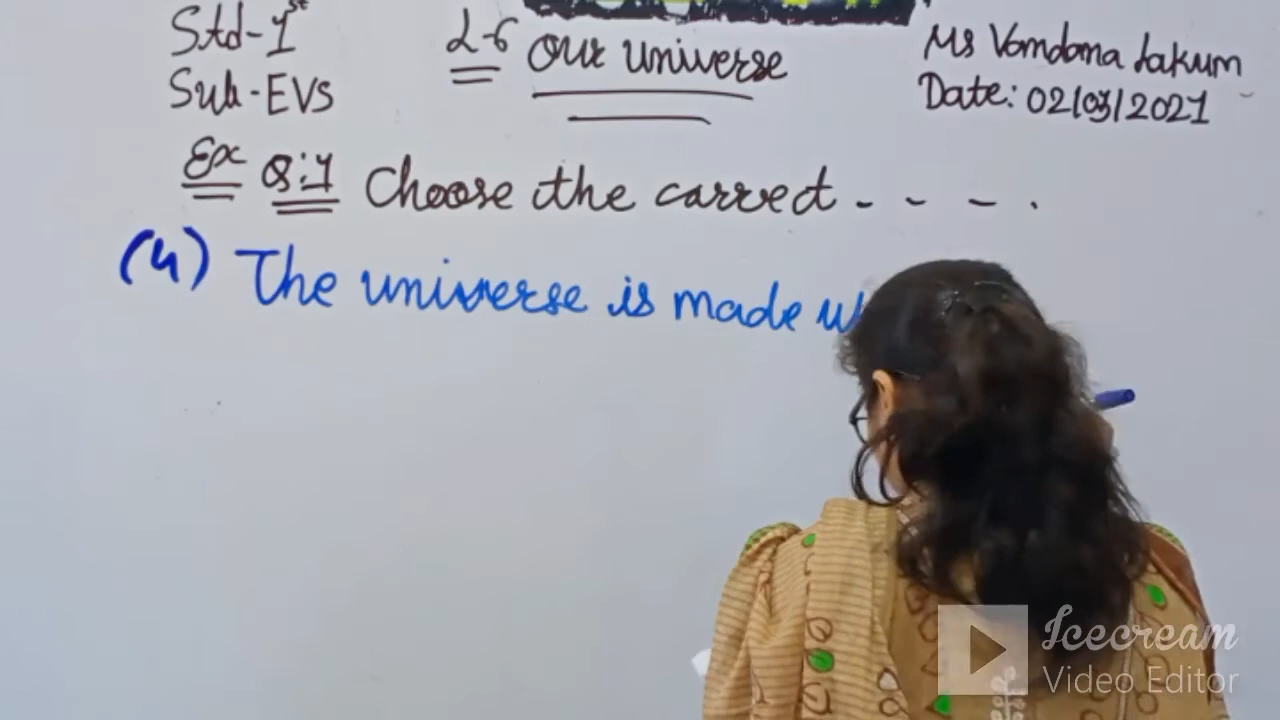 Std-1st
Sub-EVS
L-6 Our universe
Ms Vandana
Date: 02/03/2021
Ex Q:1 Choose the carrect - - - .
(4) The universe is made
Icecream
Video Editor